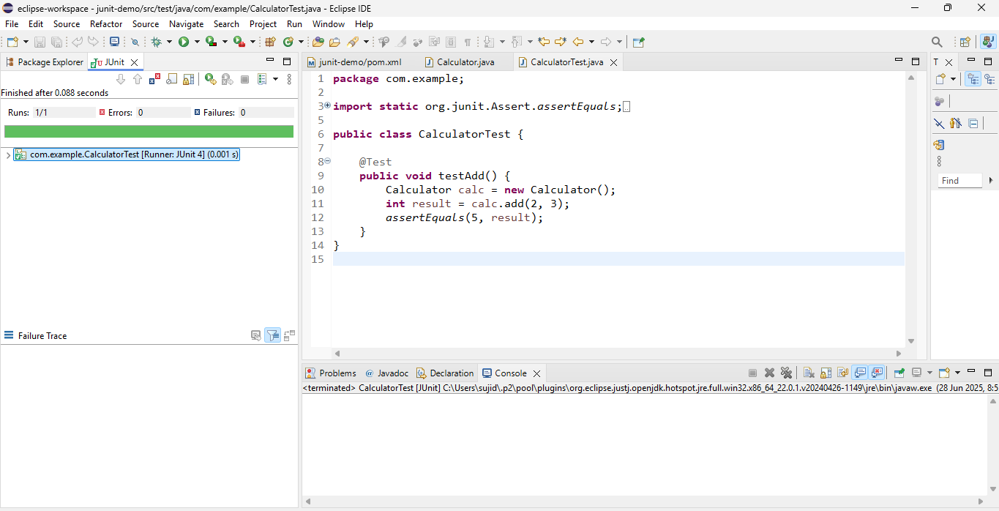 eclipse-workspace - junit-demo/src/test/java/com/example/CalculatorTest.java - Eclipse IDE
File Edit Source Refactor Source Navigate Search Project Run Window Help
Package Explorer JUnit
Finished after 0.088 seconds
Runs: 1/1 Errors: 0 Failures: 0
com.example.CalculatorTest [Runner: JUnit 4] (0.001 s)
Failure Trace
junit-demo/pom.xml Calculator.java CalculatorTest.java
1 package com.example;
2
3 import static org.junit.Assert.assertEquals;
5
6 public class CalculatorTest {
7
8 @Test
9 public void testAdd() {
10 Calculator calc = new Calculator();
11 int result = calc.add(2, 3);
12 assertEquals(5, result);
13 }
14 }
15
T
Find
Problems @ Javadoc Declaration Console
<terminated> CalculatorTest [JUnit] C:\Users\sujid\.p2\pool\plugins\org.eclipse.justj.openjdk.hotspot.jre.full.win32.x86_64_22.0.1.v20240426-1149\jre\bin\javaw.exe (28 Jun 2025, 8:5